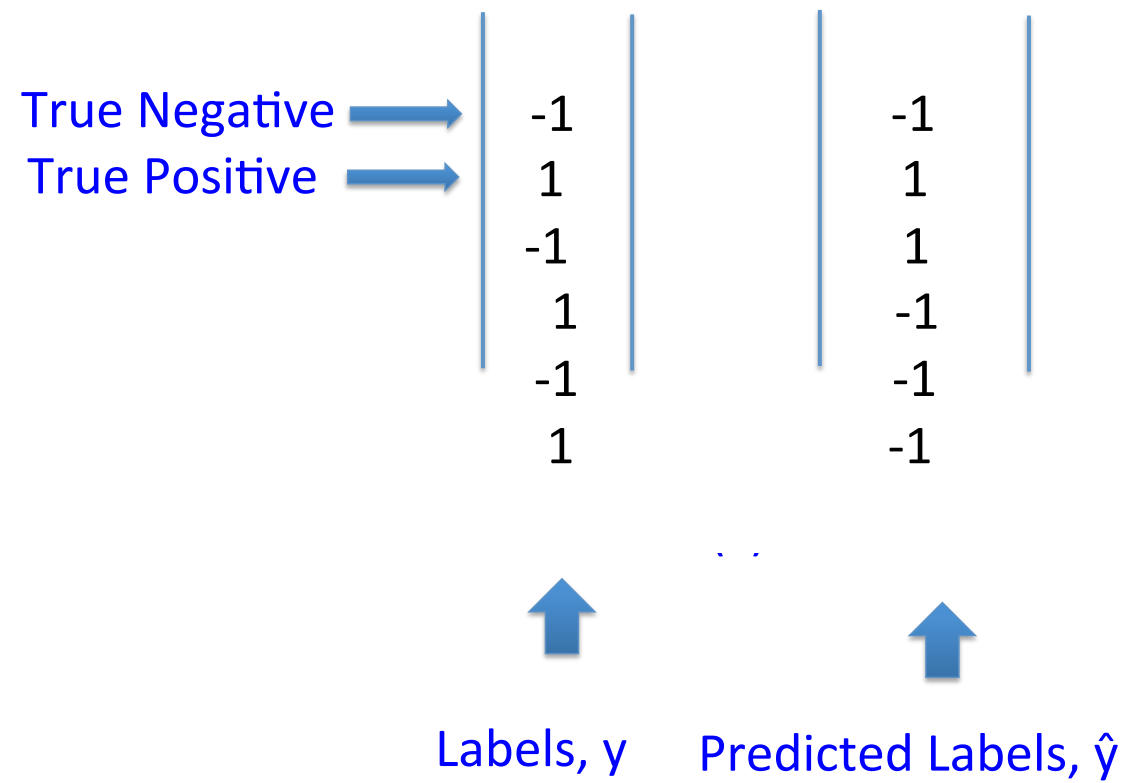 True Negative -1 -1
True Positive 1 1
-1 1
1 -1
-1 -1
1 -1
Labels, y Predicted Labels, ŷ